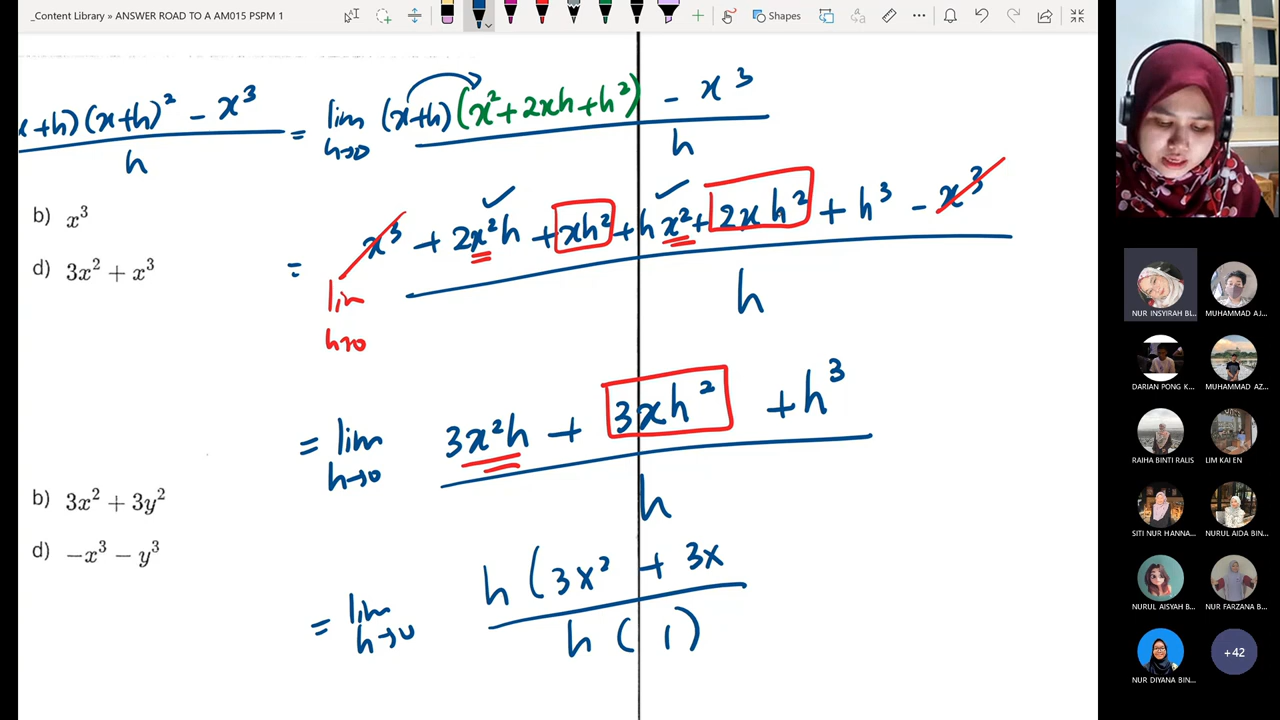 _Content Library » ANSWER ROAD TO A AM015 PSPM 1
Shapes
x+h)(x+h)² - x³ / h = lim h→0 (x+h)(x²+2xh+h²) - x³ / h
b) x³
d) 3x² + x³
= lim h→0 x³ + 2x²h + xh² + hx² + 2xh² + h³ - x³ / h
= lim h→0 3x²h + 3xh² + h³ / h
b) 3x² + 3y²
d) −x³ − y³
= lim h→0 h(3x² + 3x / h(1)
NUR INSYIRAH BI...
MUHAMMAD AJ...
DARIAN PONG K...
MUHAMMAD AZ...
RAIHA BINTI RALIS
LIM KAI EN
SITI NUR HANNA...
NURUL AIDA BIN...
NURUL AISYAH B...
NUR FARZANA B...
NUR DIYANA BIN...
+42